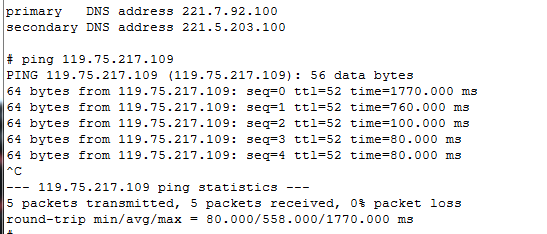 primary   DNS address 221.7.92.100
secondary DNS address 221.5.203.100

# ping 119.75.217.109
PING 119.75.217.109 (119.75.217.109): 56 data bytes
64 bytes from 119.75.217.109: seq=0 ttl=52 time=1770.000 ms
64 bytes from 119.75.217.109: seq=1 ttl=52 time=760.000 ms
64 bytes from 119.75.217.109: seq=2 ttl=52 time=100.000 ms
64 bytes from 119.75.217.109: seq=3 ttl=52 time=80.000 ms
64 bytes from 119.75.217.109: seq=4 ttl=52 time=80.000 ms
^C
--- 119.75.217.109 ping statistics ---
5 packets transmitted, 5 packets received, 0% packet loss
round-trip min/avg/max = 80.000/558.000/1770.000 ms
#